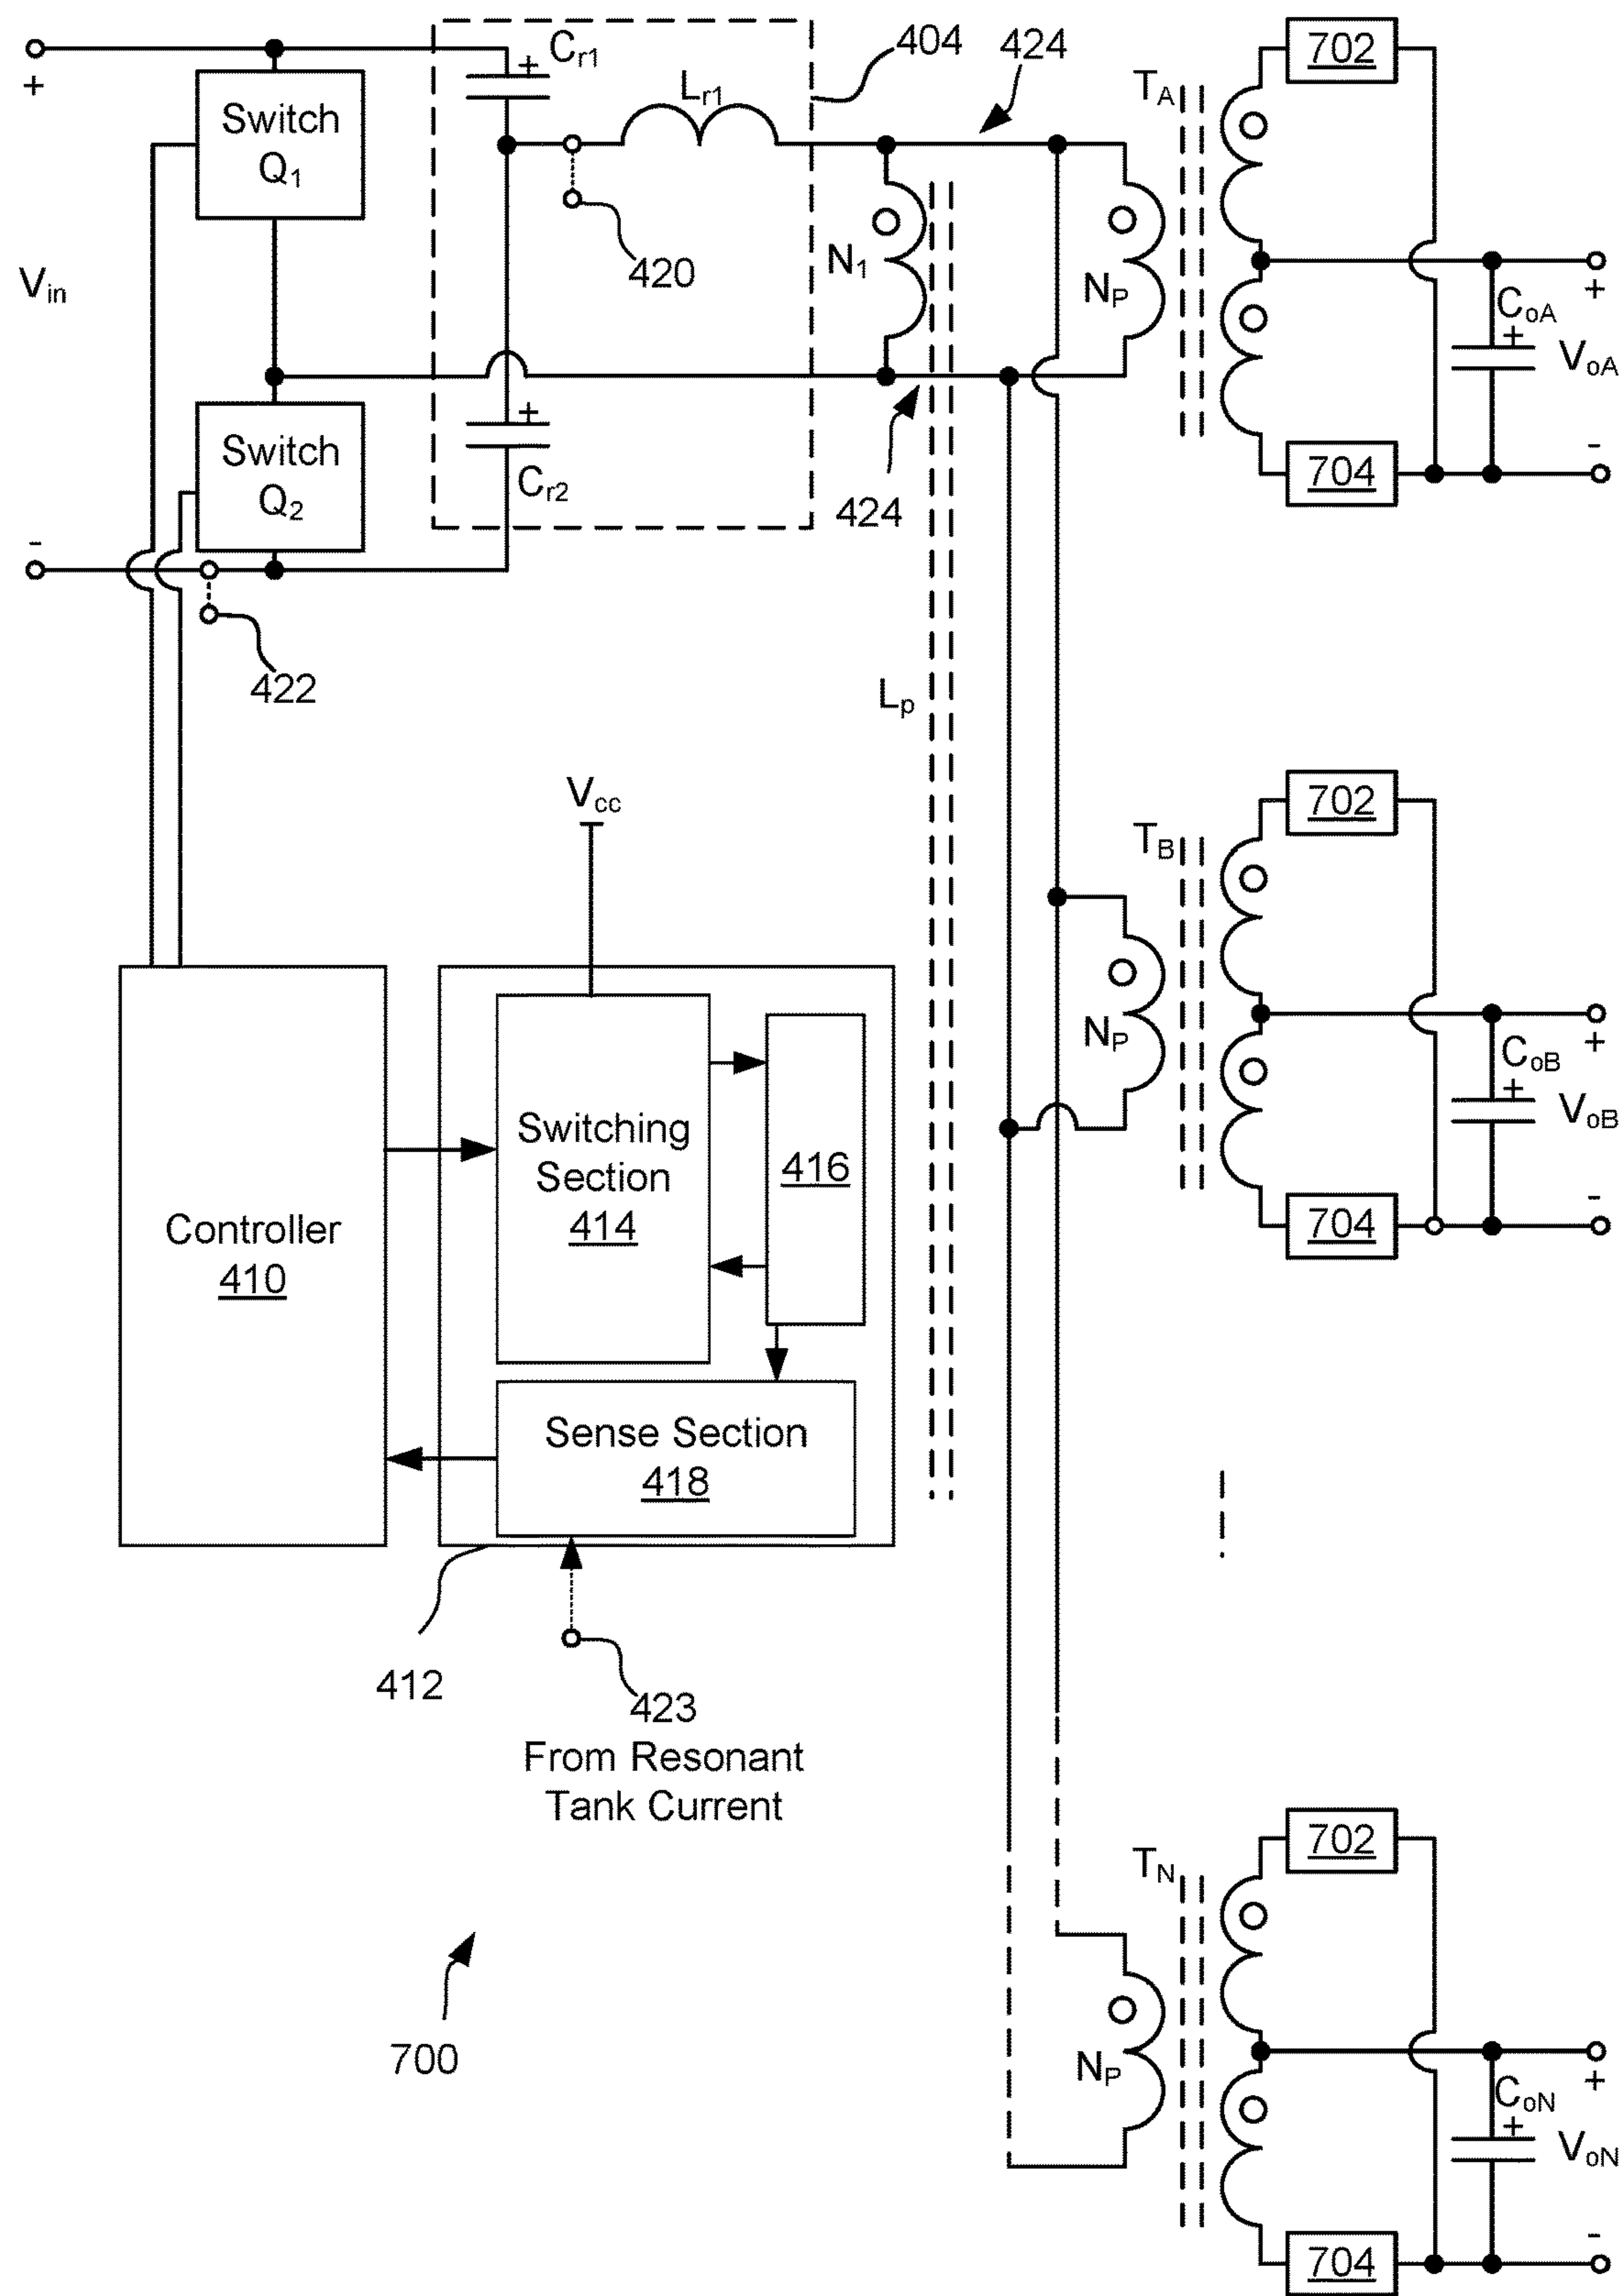 +
Vin
-
Switch
Q1
Switch
Q2
Cr1
+
Lr1
404
424
420
N1
+
Cr2
424
422
Lp
TA
NP
702
704
CoA
+
+
VoA
-
Vcc
TB
NP
702
704
CoB
+
+
VoB
-
Controller
410
Switching
Section
414
416
Sense Section
418
412
423
From Resonant
Tank Current
700
TN
NP
702
704
CoN
+
+
VoN
-